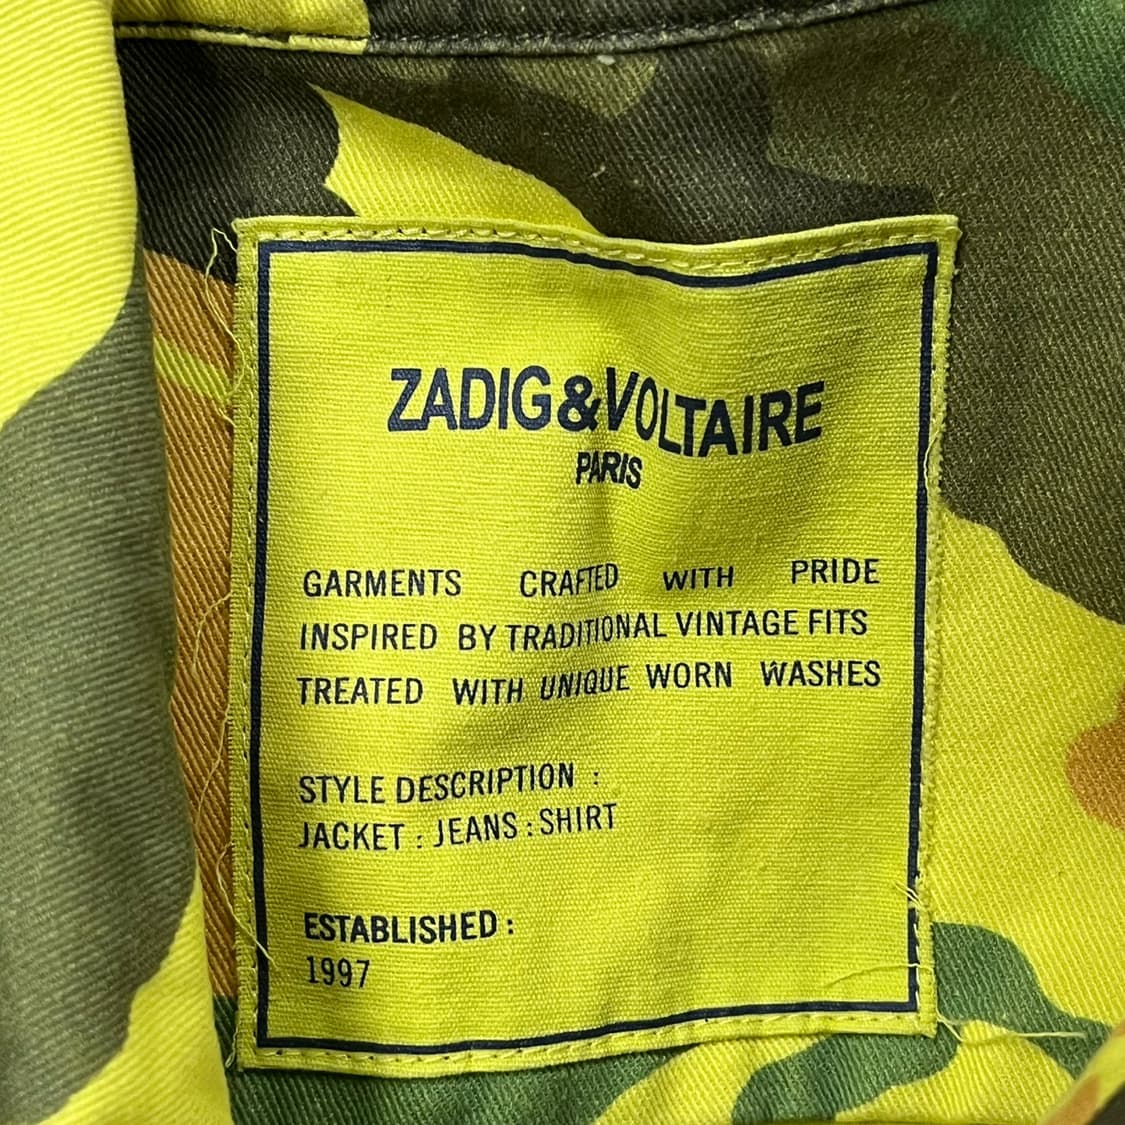 ZADIG&VOLTAIRE
PARIS
GARMENTS CRAFTED WITH PRIDE
INSPIRED BY TRADITIONAL VINTAGE FITS
TREATED WITH UNIQUE WORN WASHES
STYLE DESCRIPTION :
JACKET : JEANS : SHIRT
ESTABLISHED :
1997